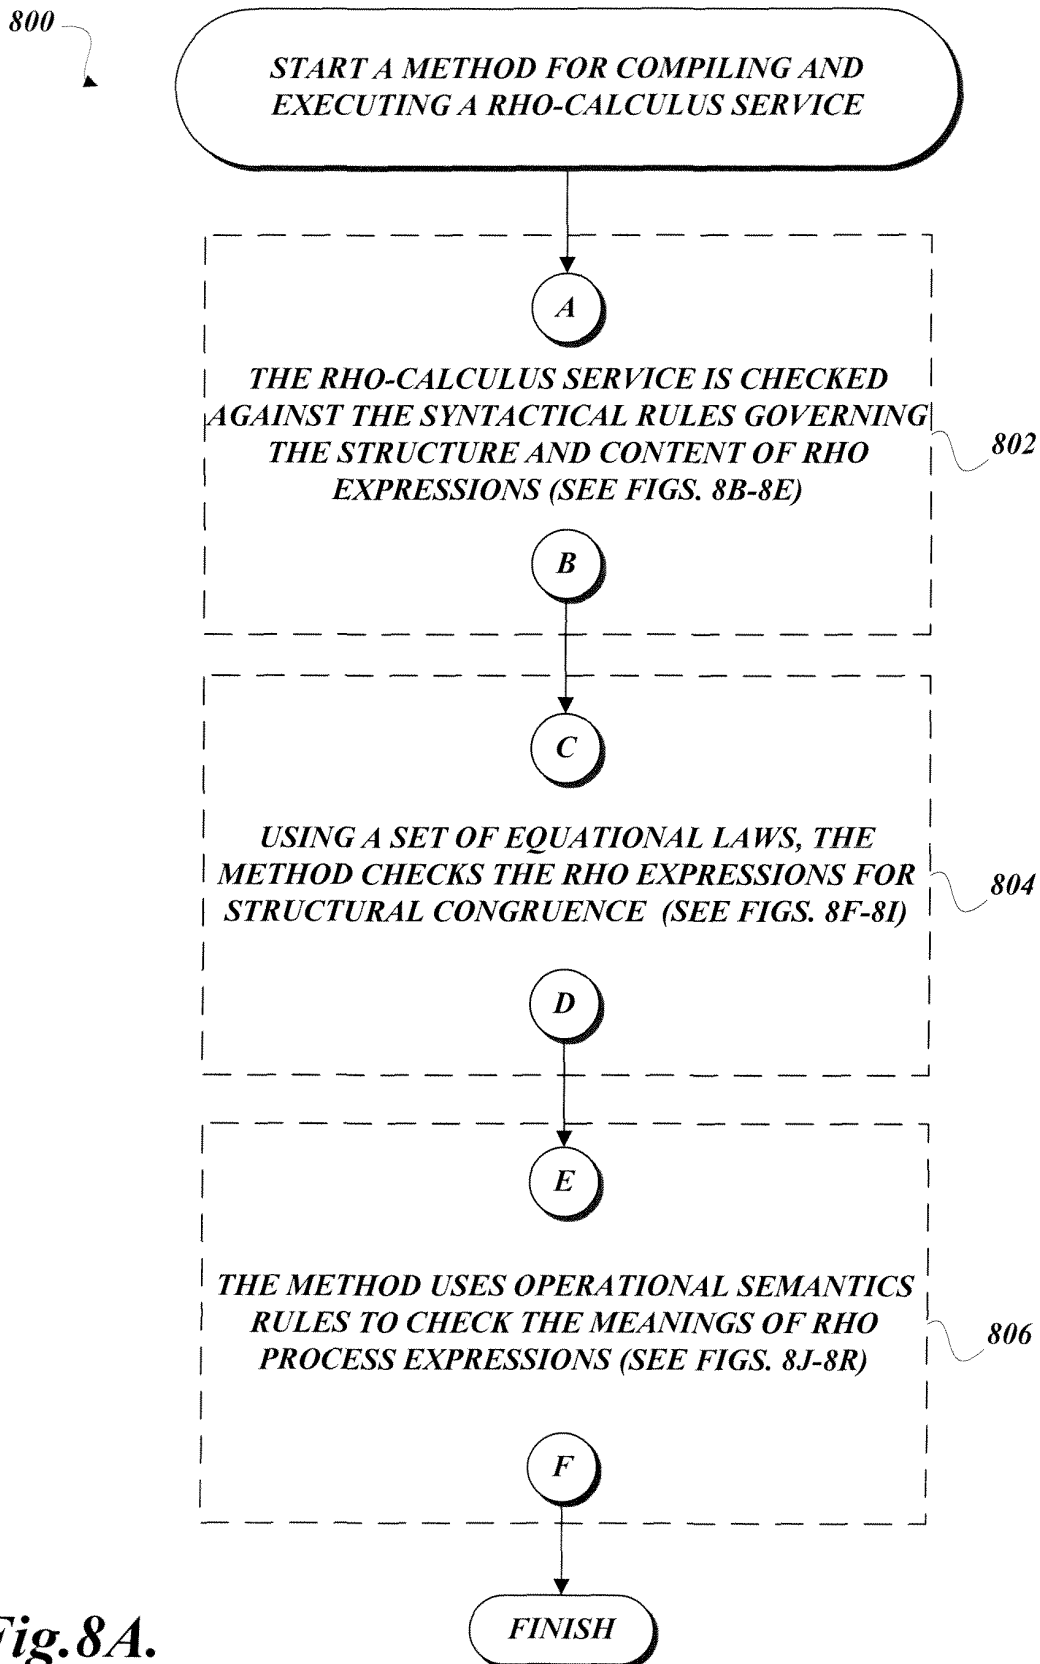 800
START A METHOD FOR COMPILING AND
EXECUTING A RHO-CALCULUS SERVICE
A
THE RHO-CALCULUS SERVICE IS CHECKED
AGAINST THE SYNTACTICAL RULES GOVERNING
THE STRUCTURE AND CONTENT OF RHO
EXPRESSIONS (SEE FIGS. 8B-8E)
802
B
C
USING A SET OF EQUATIONAL LAWS, THE
METHOD CHECKS THE RHO EXPRESSIONS FOR
STRUCTURAL CONGRUENCE (SEE FIGS. 8F-8I)
804
D
E
THE METHOD USES OPERATIONAL SEMANTICS
RULES TO CHECK THE MEANINGS OF RHO
PROCESS EXPRESSIONS (SEE FIGS. 8J-8R)
806
F
FINISH
Fig.8A.